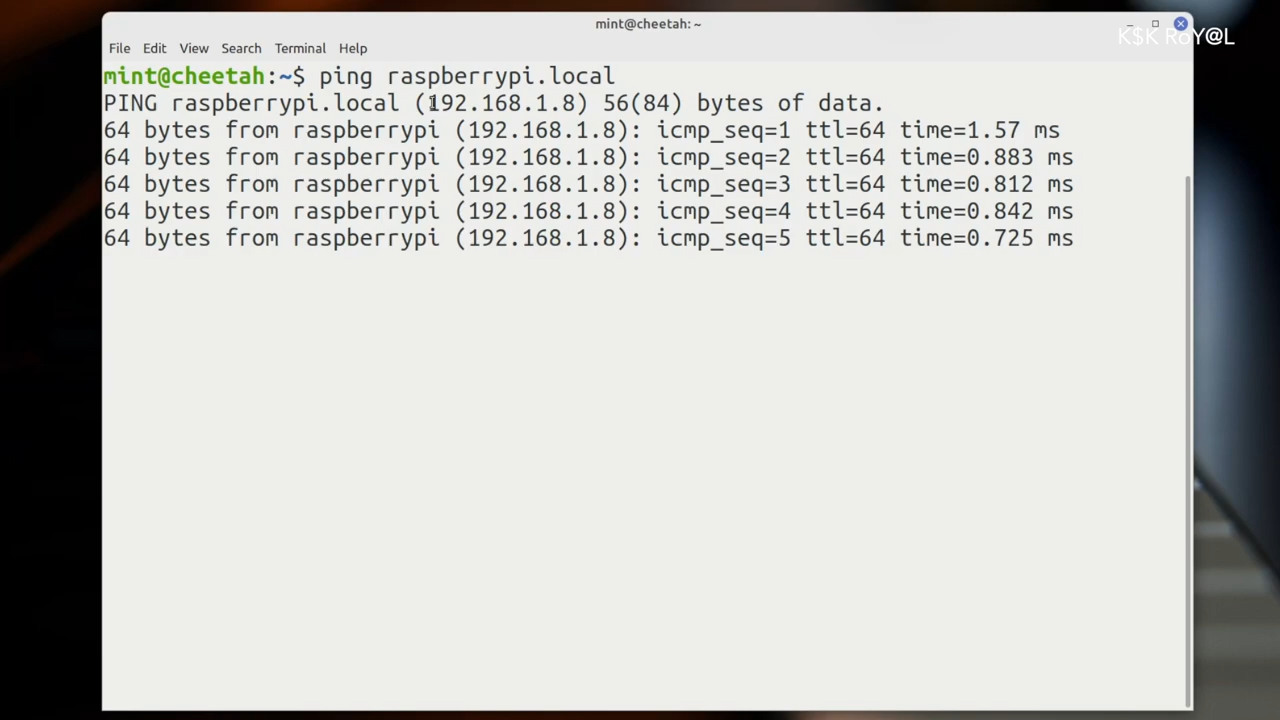 mint@cheetah: ~
K$K RoY@L
File Edit View Search Terminal Help
mint@cheetah:~$ ping raspberrypi.local
PING raspberrypi.local (192.168.1.8) 56(84) bytes of data.
64 bytes from raspberrypi (192.168.1.8): icmp_seq=1 ttl=64 time=1.57 ms
64 bytes from raspberrypi (192.168.1.8): icmp_seq=2 ttl=64 time=0.883 ms
64 bytes from raspberrypi (192.168.1.8): icmp_seq=3 ttl=64 time=0.812 ms
64 bytes from raspberrypi (192.168.1.8): icmp_seq=4 ttl=64 time=0.842 ms
64 bytes from raspberrypi (192.168.1.8): icmp_seq=5 ttl=64 time=0.725 ms